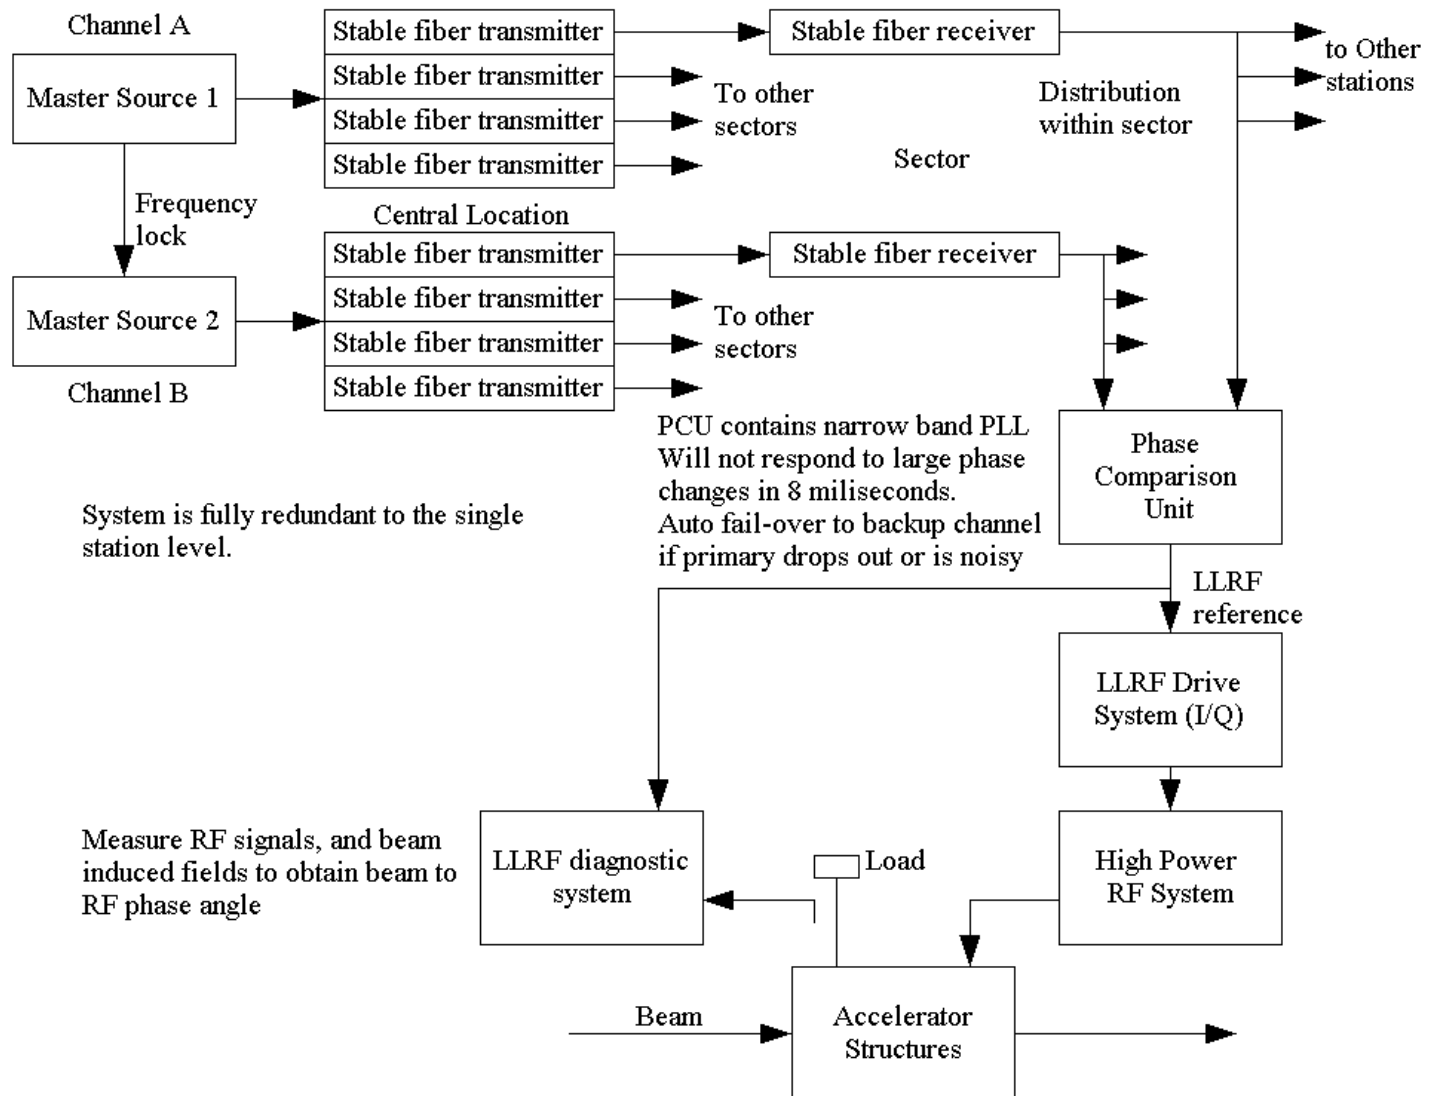 Channel A
Master Source 1
Stable fiber transmitter
Stable fiber transmitter
Stable fiber transmitter
Stable fiber transmitter
Stable fiber receiver
To other
sectors
Distribution
within sector
to Other
stations
Sector
Frequency
lock
Central Location
Master Source 2
Channel B
Stable fiber transmitter
Stable fiber transmitter
Stable fiber transmitter
Stable fiber transmitter
Stable fiber receiver
To other
sectors
PCU contains narrow band PLL
Will not respond to large phase
changes in 8 miliseconds.
Auto fail-over to backup channel
if primary drops out or is noisy
Phase
Comparison
Unit
System is fully redundant to the single
station level.
LLRF
reference
LLRF Drive
System (I/Q)
Measure RF signals, and beam
induced fields to obtain beam to
RF phase angle
LLRF diagnostic
system
Load
High Power
RF System
Beam
Accelerator
Structures